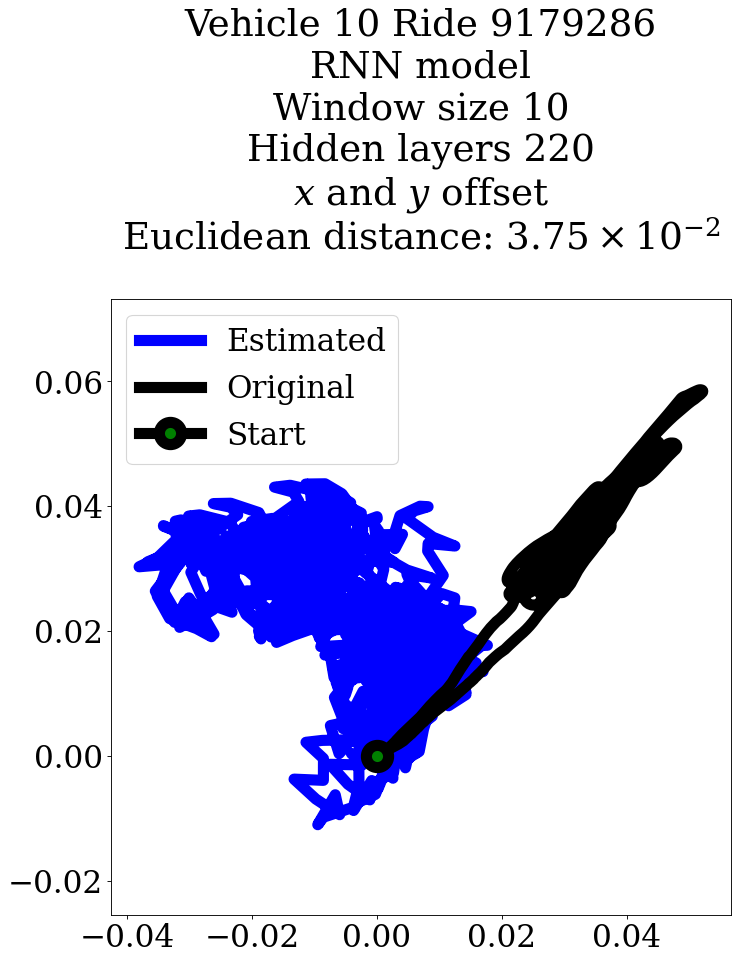 Vehicle 10 Ride 9179286
RNN model
Window size 10
Hidden layers 220
x and y offset
Euclidean distance: 3.75 × 10⁻²
Estimated
Original
Start
0.06
0.04
0.02
0.00
−0.02
−0.04 −0.02 0.00 0.02 0.04